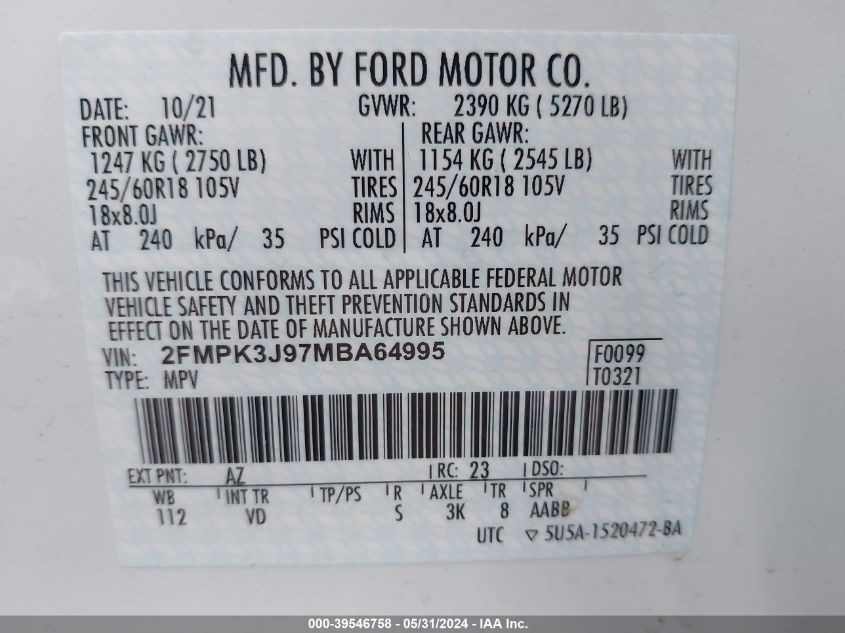 MFD. BY FORD MOTOR CO.
DATE: 10/21 GVWR: 2390 KG ( 5270 LB)
FRONT GAWR: REAR GAWR:
1247 KG ( 2750 LB) WITH 1154 KG ( 2545 LB) WITH
245/60R18 105V TIRES 245/60R18 105V TIRES
18x8.0J RIMS 18x8.0J RIMS
AT 240 kPa/ 35 PSI COLD AT 240 kPa/ 35 PSI COLD
THIS VEHICLE CONFORMS TO ALL APPLICABLE FEDERAL MOTOR
VEHICLE SAFETY AND THEFT PREVENTION STANDARDS IN
EFFECT ON THE DATE OF MANUFACTURE SHOWN ABOVE.
VIN: 2FMPK3J97MBA64995 F0099
TYPE: MPV T0321
EXT PNT: AZ RC: 23 DSO:
WB INT TR TP/PS R AXLE TR SPR
112 VD S 3K 8 AABB
UTC ▽ 5U5A-1520472-BA
000-39546758 - 05/31/2024 - IAA Inc.